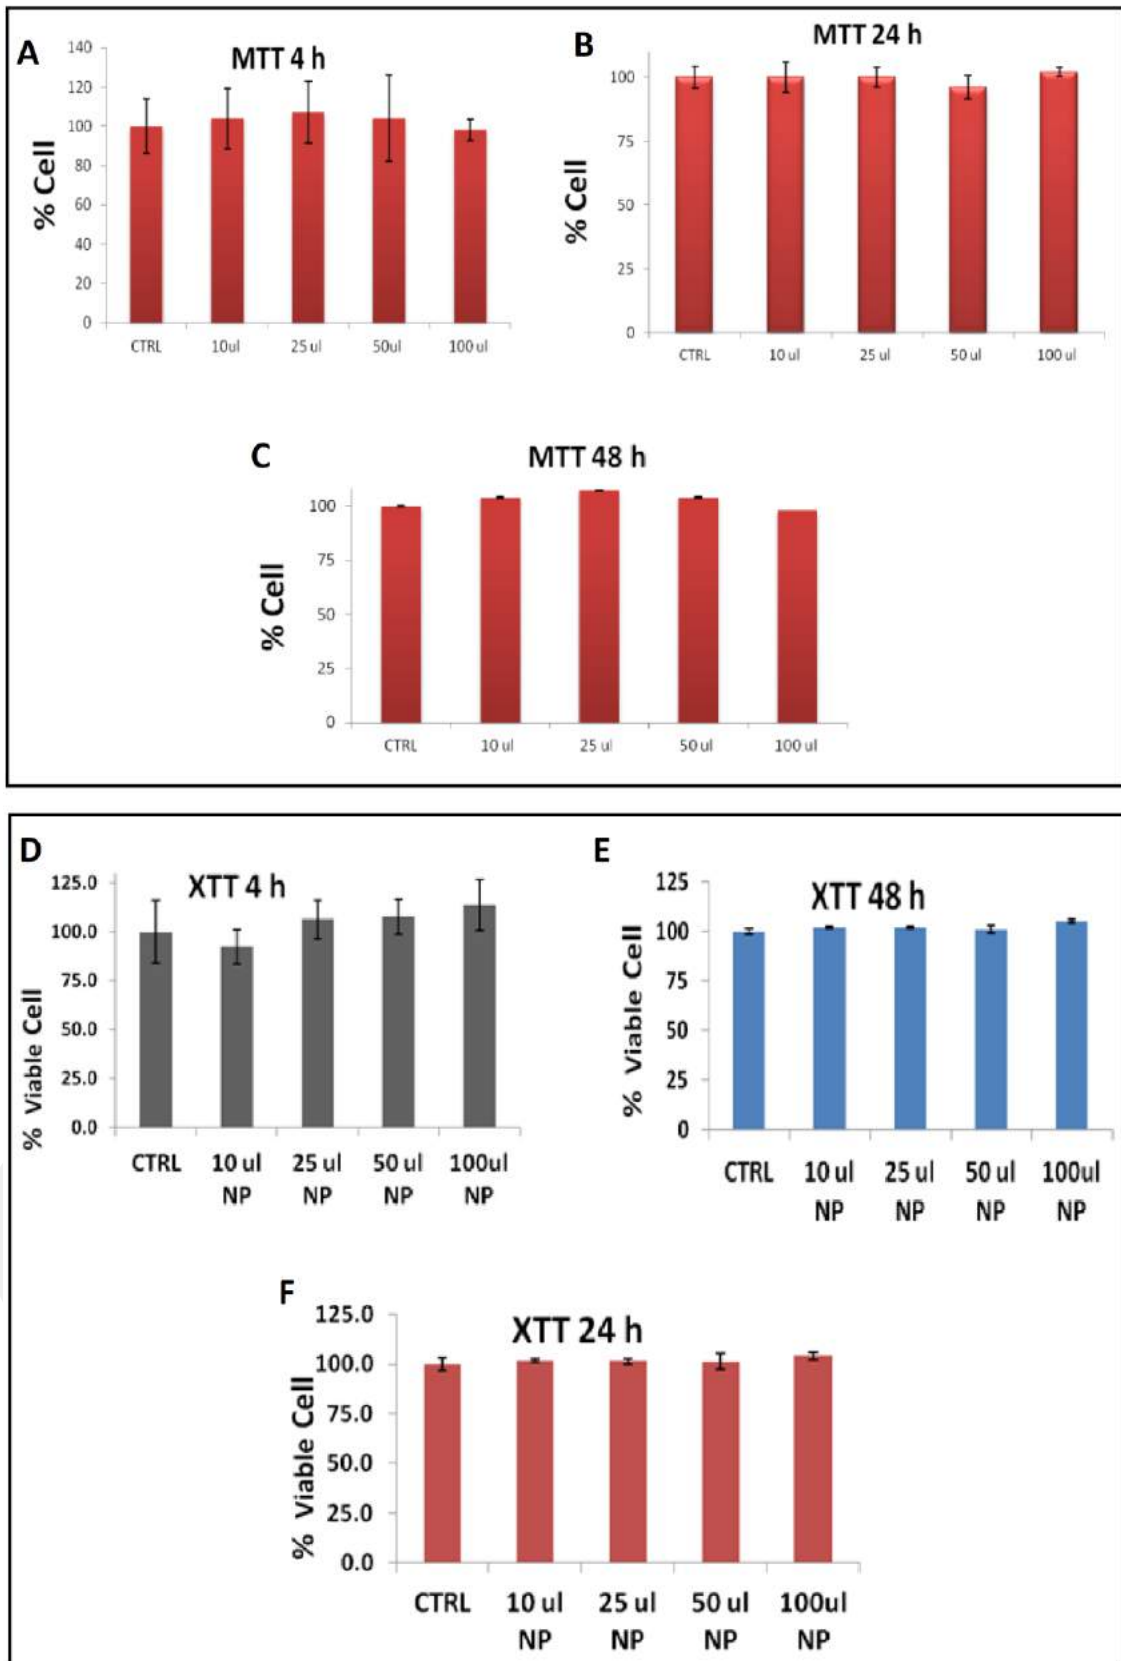 A
MTT 4 h
% Cell
140
120
100
80
60
40
20
0
CTRL 10ul 25 ul 50ul 100 ul
B
MTT 24 h
% Cell
100
75
50
25
0
CTRL 10 ul 25 ul 50 ul 100 ul
C
MTT 48 h
% Cell
100
75
50
25
0
CTRL 10 ul 25 ul 50 ul 100 ul
D
XTT 4 h
% Viable Cell
125.0
100.0
75.0
50.0
25.0
0.0
CTRL 10 ul 25 ul 50 ul 100ul
NP NP NP NP
E
XTT 48 h
% Viable Cell
125
100
75
50
25
0
CTRL 10 ul 25 ul 50 ul 100ul
NP NP NP NP
F
XTT 24 h
% Viable Cell
125.0
100.0
75.0
50.0
25.0
0.0
CTRL 10 ul 25 ul 50 ul 100ul
NP NP NP NP